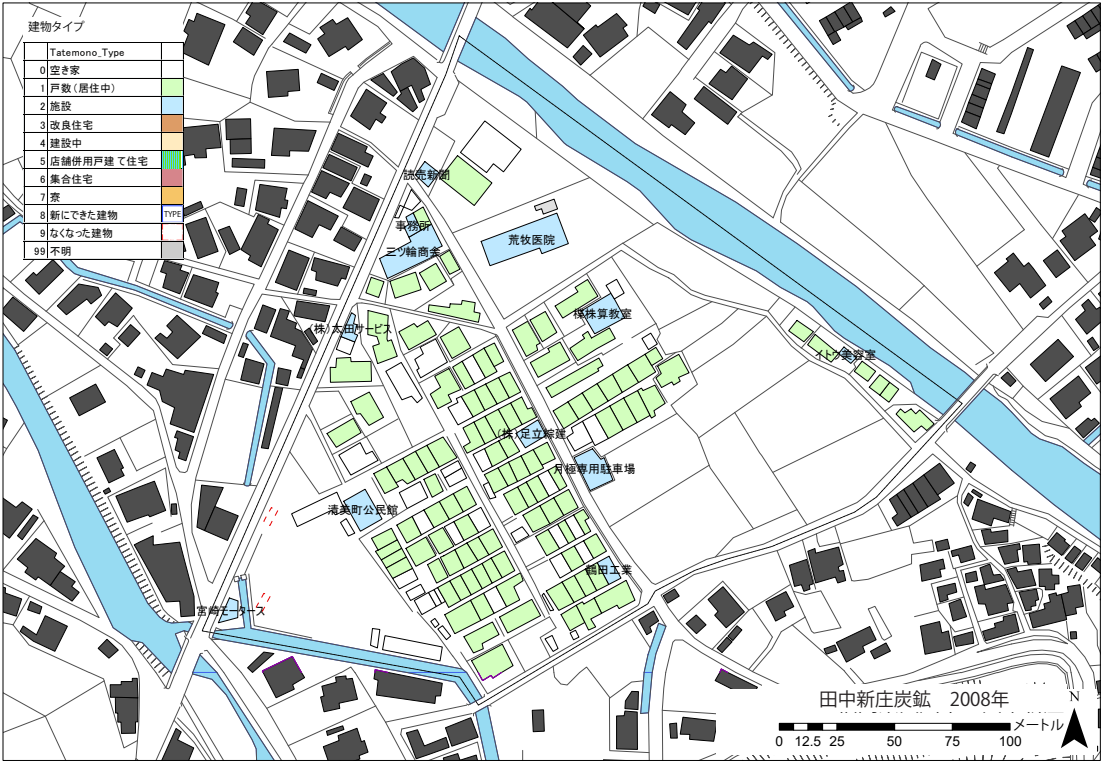 建物タイプ
Tatemono_Type
0 空き家
1 戸数(居住中)
2 施設
3 改良住宅
4 建設中
5 店舗併用戸建て住宅
6 集合住宅
7 寮
8 新にできた建物 TYPE
9 なくなった建物
99 不明
読売新聞
事務所
三ツ輪商会
荒牧医院
(株)太田サービス
イトウ美容室
(株)足立綜建
月極専用駐車場
清美町公民館
鶴田工業
宮崎モータース
田中新庄炭鉱 2008年
N
メートル
0 12.5 25 50 75 100